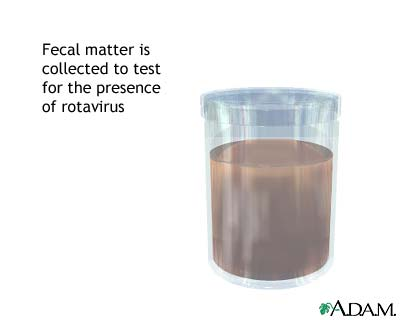 Fecal matter is
collected to test
for the presence
of rotavirus
A.D.A.M.